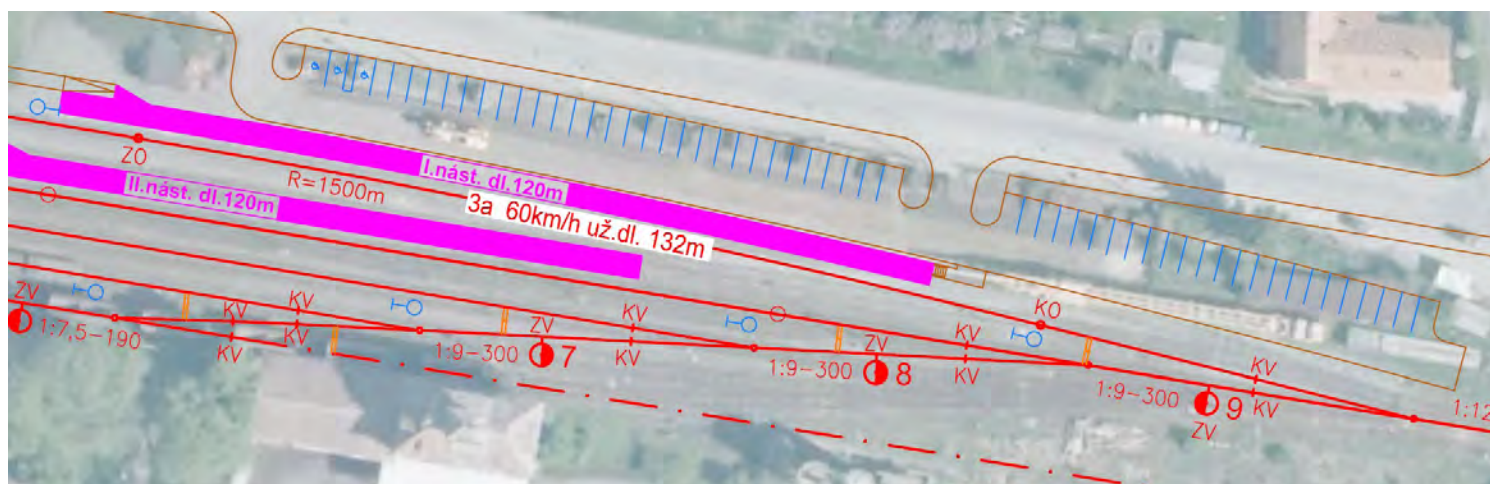 ZO
I.nást. dl.120m
II.nást. dl.120m
R=1500m
3a 60km/h už.dl. 132m
KO
ZV
1:7,5-190
KV
KV
KV
KV
1:9-300
ZV
7
KV
KV
1:9-300
ZV
8
KV
KV
1:9-300
9
ZV
KV
KV
1:12